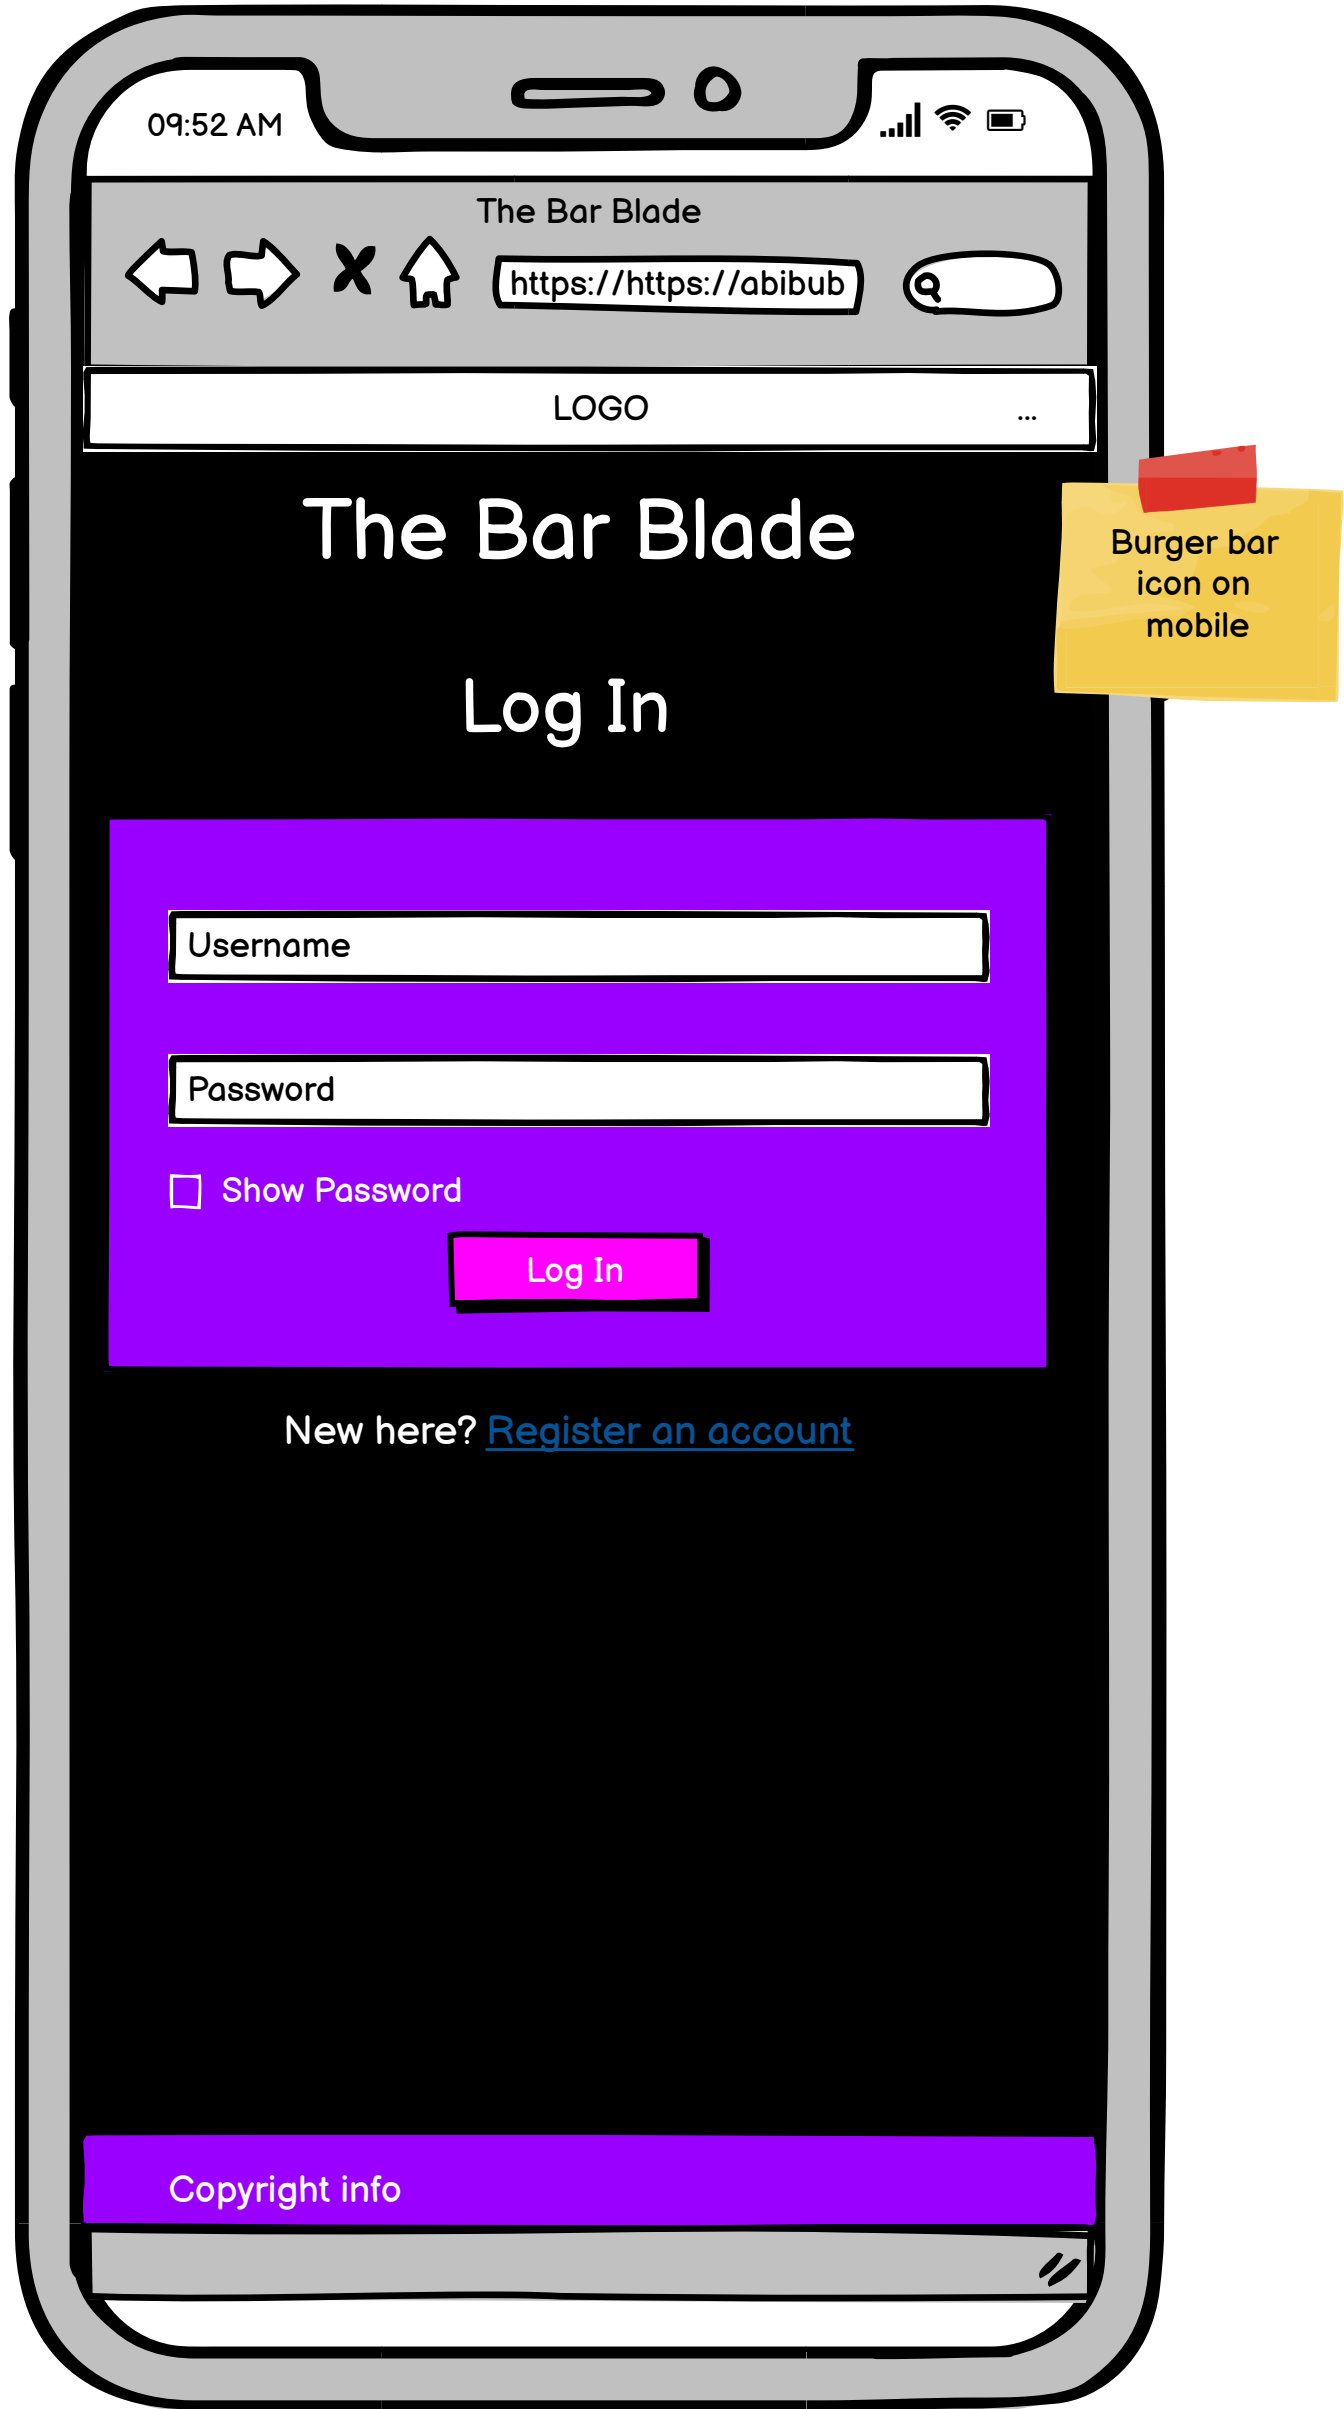 09:52 AM
The Bar Blade
https://https://abibub
LOGO ...
The Bar Blade
Burger bar
icon on
mobile
Log In
Username
Password
Show Password
Log In
New here? Register an account
Copyright info